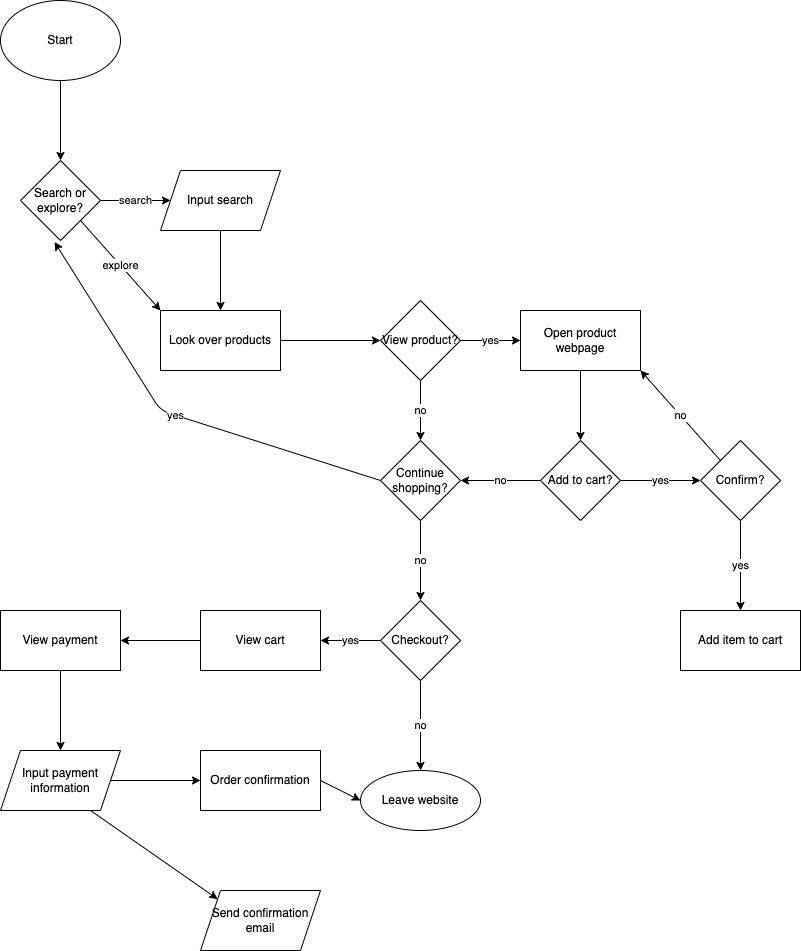 Start
Search or
explore?
search
Input search
explore
Look over products
View product?
yes
Open product
webpage
no
no
yes
Continue
shopping?
no
Add to cart?
yes
Confirm?
no
yes
View payment
View cart
yes
Checkout?
Add item to cart
no
Input payment
information
Order confirmation
Leave website
Send confirmation
email